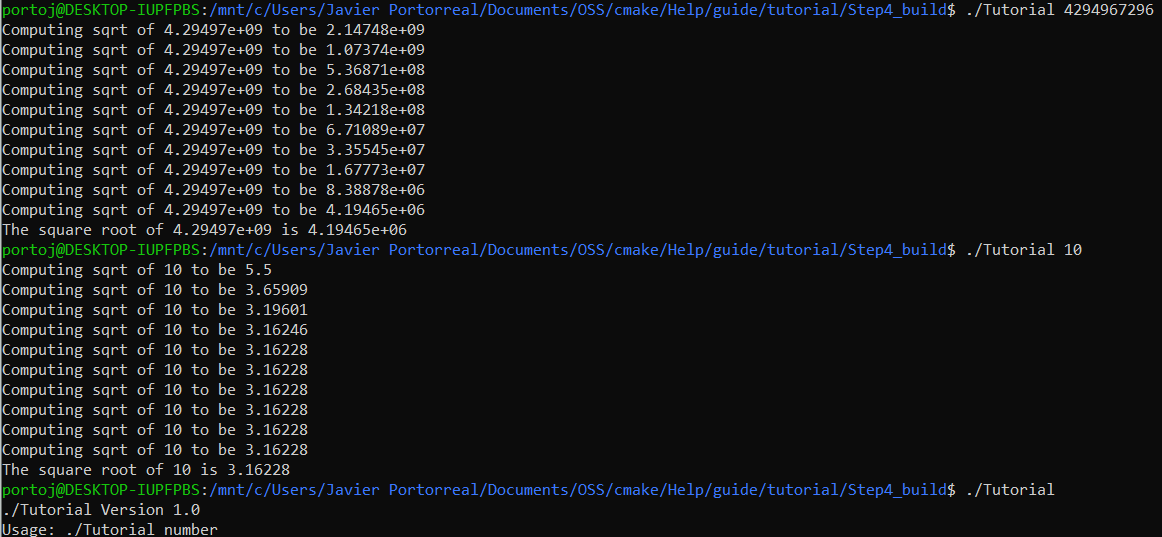 portoj@DESKTOP-IUPFPBS:/mnt/c/Users/Javier Portorreal/Documents/OSS/cmake/Help/guide/tutorial/Step4_build$ ./Tutorial 4294967296
Computing sqrt of 4.29497e+09 to be 2.14748e+09
Computing sqrt of 4.29497e+09 to be 1.07374e+09
Computing sqrt of 4.29497e+09 to be 5.36871e+08
Computing sqrt of 4.29497e+09 to be 2.68435e+08
Computing sqrt of 4.29497e+09 to be 1.34218e+08
Computing sqrt of 4.29497e+09 to be 6.71089e+07
Computing sqrt of 4.29497e+09 to be 3.35545e+07
Computing sqrt of 4.29497e+09 to be 1.67773e+07
Computing sqrt of 4.29497e+09 to be 8.38878e+06
Computing sqrt of 4.29497e+09 to be 4.19465e+06
The square root of 4.29497e+09 is 4.19465e+06
portoj@DESKTOP-IUPFPBS:/mnt/c/Users/Javier Portorreal/Documents/OSS/cmake/Help/guide/tutorial/Step4_build$ ./Tutorial 10
Computing sqrt of 10 to be 5.5
Computing sqrt of 10 to be 3.65909
Computing sqrt of 10 to be 3.19601
Computing sqrt of 10 to be 3.16246
Computing sqrt of 10 to be 3.16228
Computing sqrt of 10 to be 3.16228
Computing sqrt of 10 to be 3.16228
Computing sqrt of 10 to be 3.16228
Computing sqrt of 10 to be 3.16228
Computing sqrt of 10 to be 3.16228
The square root of 10 is 3.16228
portoj@DESKTOP-IUPFPBS:/mnt/c/Users/Javier Portorreal/Documents/OSS/cmake/Help/guide/tutorial/Step4_build$ ./Tutorial
./Tutorial Version 1.0
Usage: ./Tutorial number